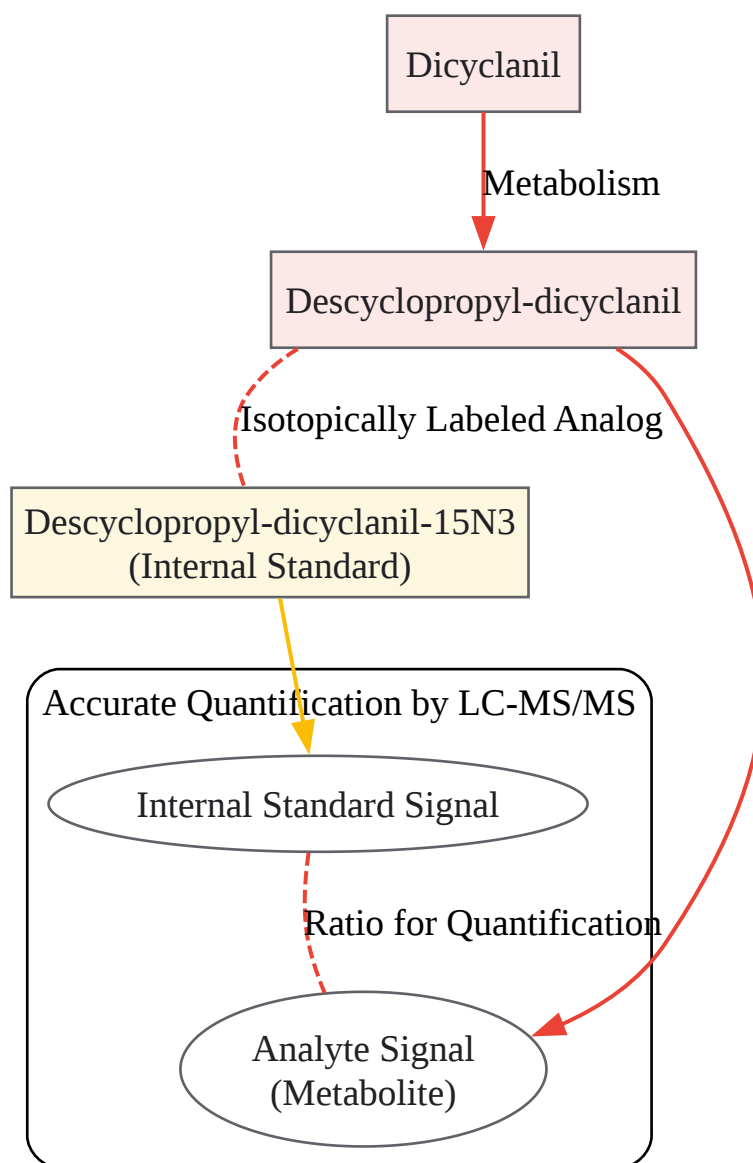 Dicyclanil
Metabolism
Descyclopropyl-dicyclanil
Isotopically Labeled Analog
Descyclopropyl-dicyclanil-15N3
(Internal Standard)
Accurate Quantification by LC-MS/MS
Internal Standard Signal
Ratio for Quantification
Analyte Signal
(Metabolite)